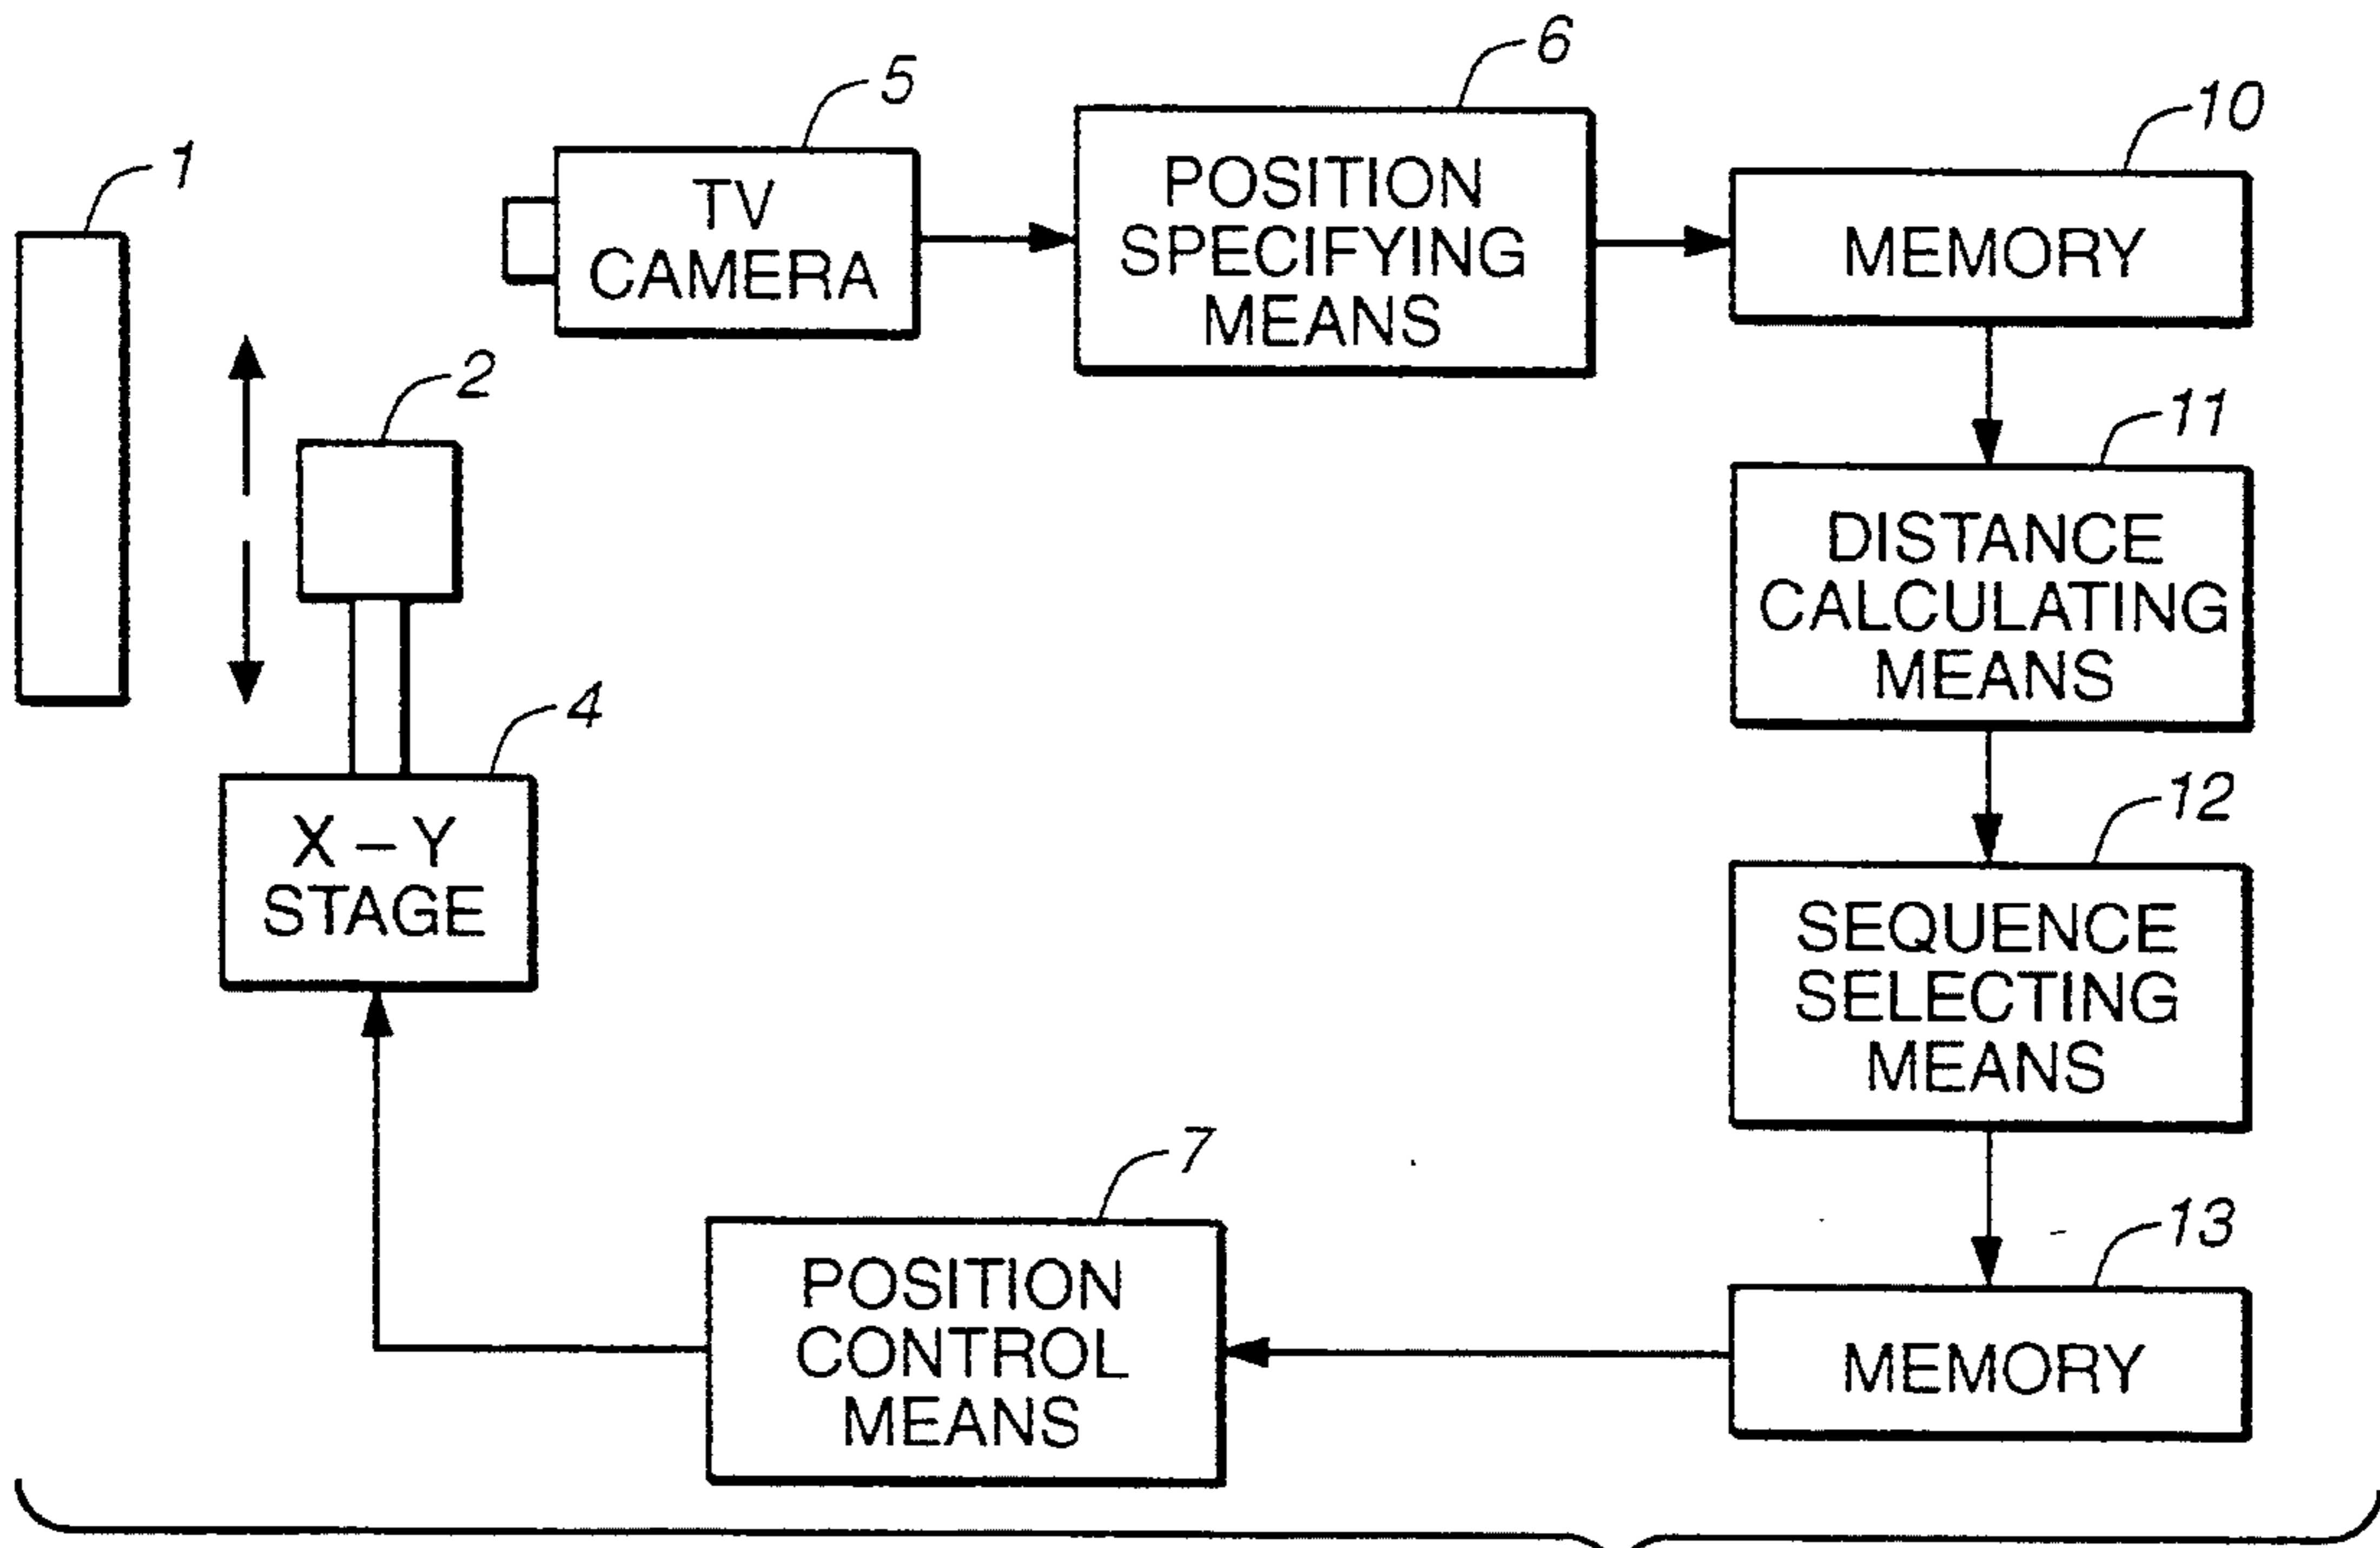 1
2
4
X – Y
STAGE
5
TV
CAMERA
6
POSITION
SPECIFYING
MEANS
10
MEMORY
11
DISTANCE
CALCULATING
MEANS
12
SEQUENCE
SELECTING
MEANS
13
MEMORY
7
POSITION
CONTROL
MEANS